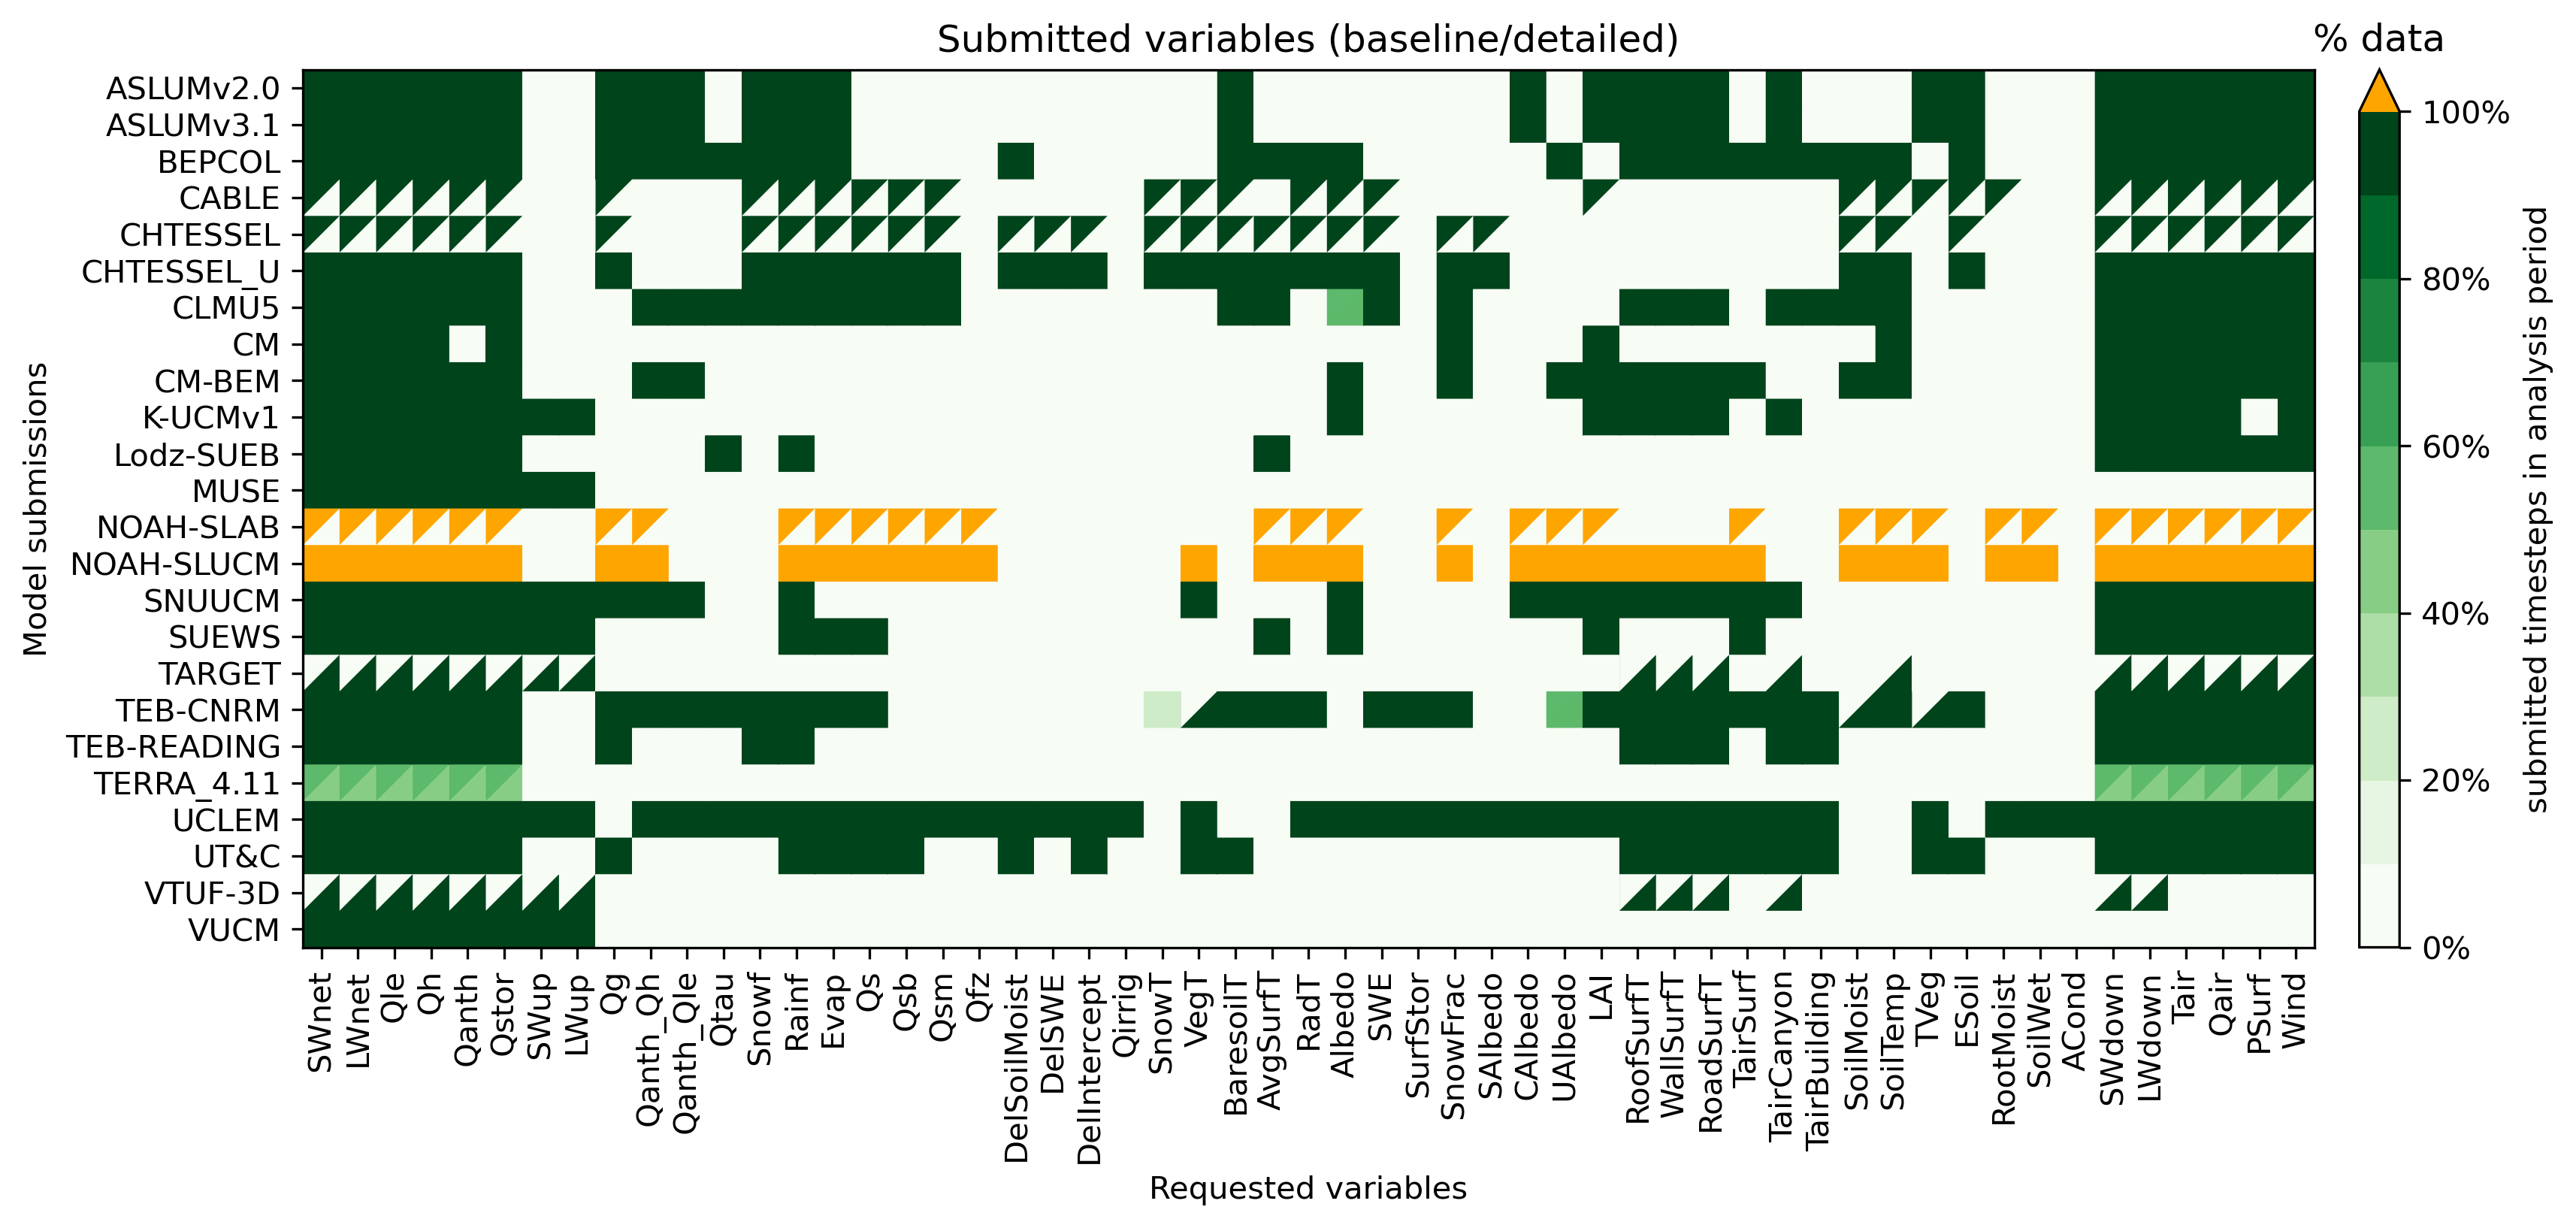 Submitted variables (baseline/detailed)
% data
Model submissions
ASLUMv2.0
ASLUMv3.1
BEPCOL
CABLE
CHTESSEL
CHTESSEL_U
CLMU5
CM
CM-BEM
K-UCMv1
Lodz-SUEB
MUSE
NOAH-SLAB
NOAH-SLUCM
SNUUCM
SUEWS
TARGET
TEB-CNRM
TEB-READING
TERRA_4.11
UCLEM
UT&C
VTUF-3D
VUCM
SWnet
LWnet
Qle
Qh
Qanth
Qstor
SWup
LWup
Qg
Qanth_Qh
Qanth_Qle
Qtau
Snowf
Rainf
Evap
Qs
Qsb
Qsm
Qfz
DelSoilMoist
DelSWE
DelIntercept
Qirrig
SnowT
VegT
BaresoilT
AvgSurfT
RadT
Albedo
SWE
SurfStor
SnowFrac
SAlbedo
CAlbedo
UAlbedo
LAI
RoofSurfT
WallSurfT
RoadSurfT
TairSurf
TairCanyon
TairBuilding
SoilMoist
SoilTemp
TVeg
ESoil
RootMoist
SoilWet
ACond
SWdown
LWdown
Tair
Qair
PSurf
Wind
Requested variables
100%
80%
60%
40%
20%
0%
submitted timesteps in analysis period